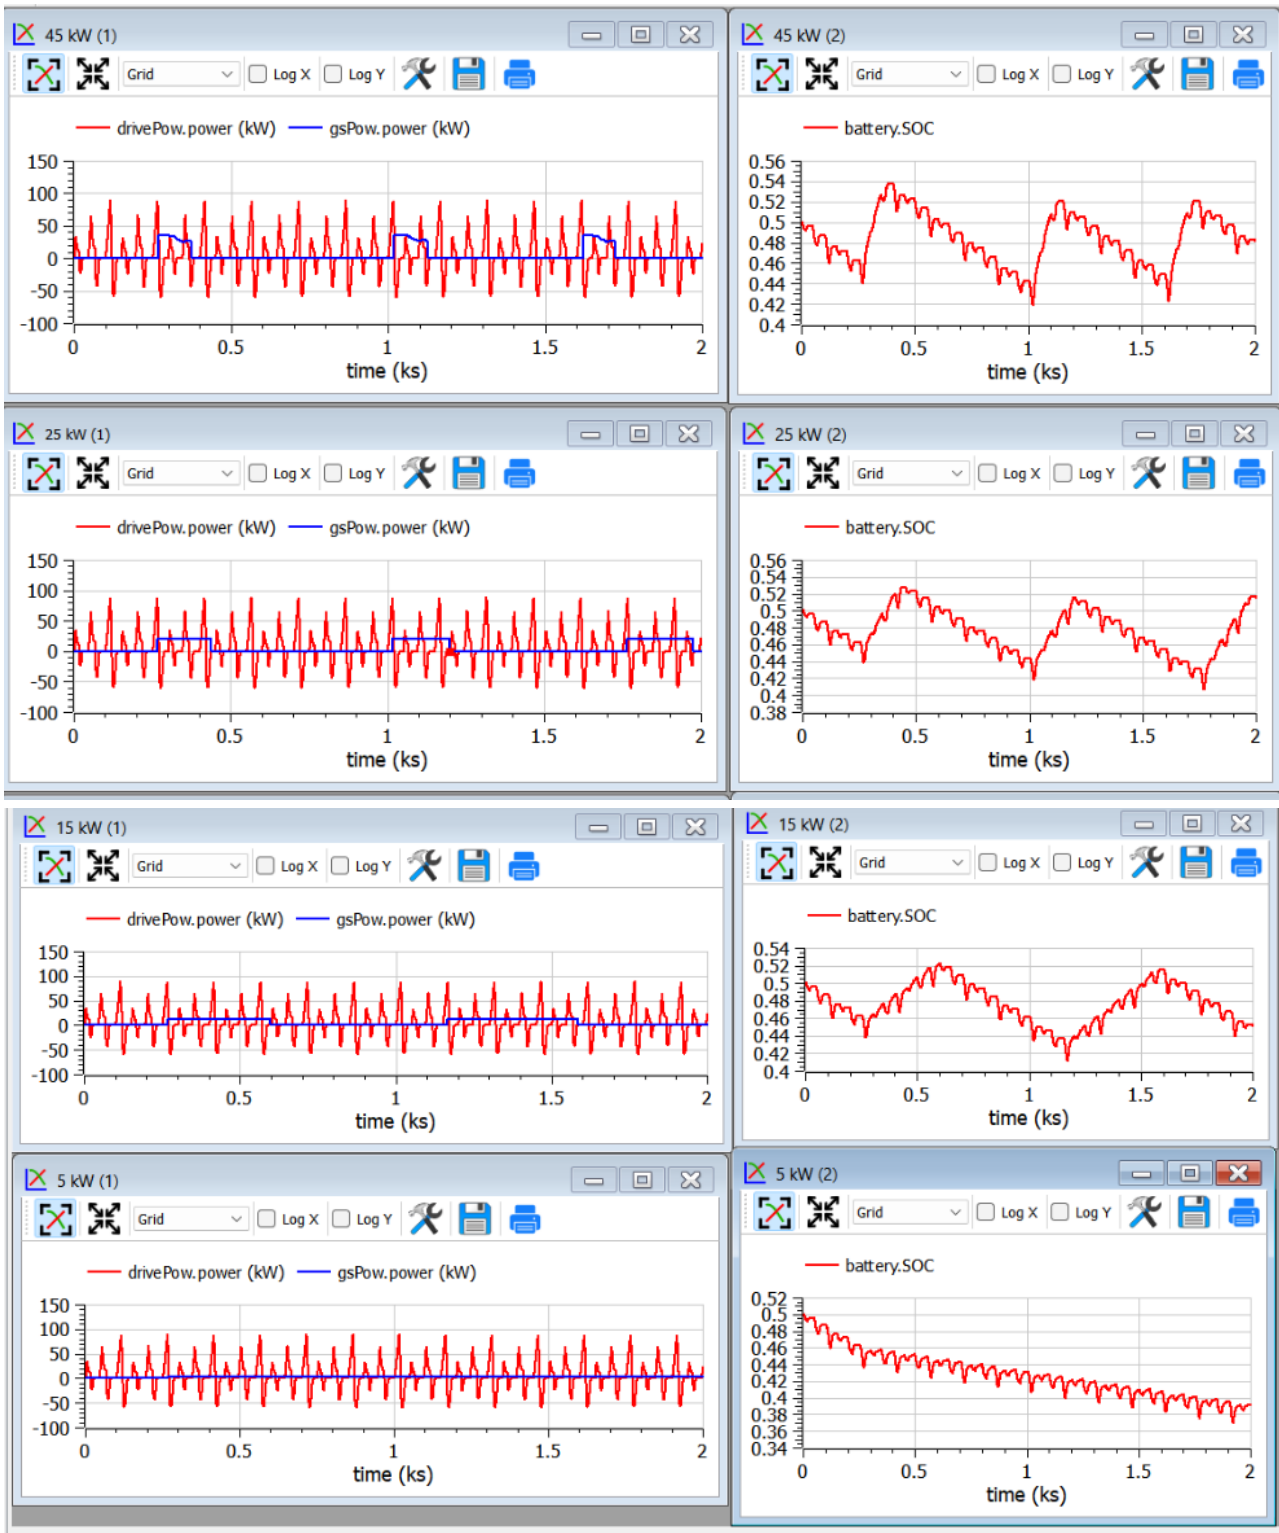 45 kW (1)
Grid Log X Log Y
drivePow.power (kW) gsPow.power (kW)
150
100
50
0
-50
-100
0 0.5 1 1.5 2
time (ks)
45 kW (2)
Grid Log X Log Y
battery.SOC
0.56
0.54
0.52
0.5
0.48
0.46
0.44
0.42
0.4
0 0.5 1 1.5 2
time (ks)
25 kW (1)
Grid Log X Log Y
drivePow.power (kW) gsPow.power (kW)
150
100
50
0
-50
-100
0 0.5 1 1.5 2
time (ks)
25 kW (2)
Grid Log X Log Y
battery.SOC
0.56
0.54
0.52
0.5
0.48
0.46
0.44
0.42
0.4
0.38
0 0.5 1 1.5 2
time (ks)
15 kW (1)
Grid Log X Log Y
drivePow.power (kW) gsPow.power (kW)
150
100
50
0
-50
-100
0 0.5 1 1.5 2
time (ks)
15 kW (2)
Grid Log X Log Y
battery.SOC
0.54
0.52
0.5
0.48
0.46
0.44
0.42
0.4
0 0.5 1 1.5 2
time (ks)
5 kW (1)
Grid Log X Log Y
drivePow.power (kW) gsPow.power (kW)
150
100
50
0
-50
-100
0 0.5 1 1.5 2
time (ks)
5 kW (2)
Grid Log X Log Y
battery.SOC
0.52
0.5
0.48
0.46
0.44
0.42
0.4
0.38
0.36
0.34
0 0.5 1 1.5 2
time (ks)